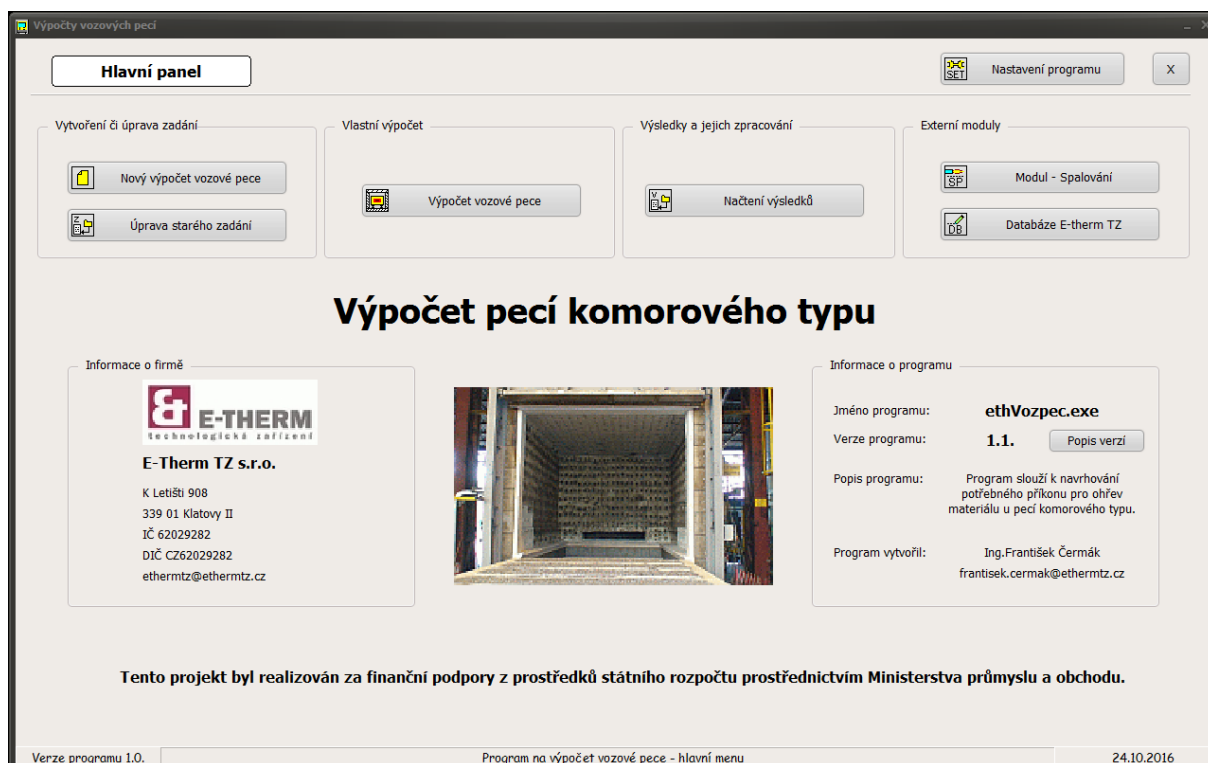 Výpočty vozových pecí
Hlavní panel
SET
Nastavení programu
X
Vytvoření či úprava zadání
Nový výpočet vozové pece
Z
Úprava starého zadání
Vlastní výpočet
Výpočet vozové pece
Výsledky a jejich zpracování
V
Načtení výsledků
Externí moduly
SP
Modul - Spalování
DB
Databáze E-therm TZ
Výpočet pecí komorového typu
Informace o firmě
E-THERM
technologická zařízení
E-Therm TZ s.r.o.
K Letišti 908
339 01 Klatovy II
IČ 62029282
DIČ CZ62029282
ethermtz@ethermtz.cz
Informace o programu
Jméno programu: ethVozpec.exe
Verze programu: 1.1. Popis verzí
Popis programu: Program slouží k navrhování
potřebného příkonu pro ohřev
materiálu u pecí komorového typu.
Program vytvořil: Ing.František Čermák
frantisek.cermak@ethermtz.cz
Tento projekt byl realizován za finanční podpory z prostředků státního rozpočtu prostřednictvím Ministerstva průmyslu a obchodu.
Verze programu 1.0. Program na výpočet vozové pece - hlavní menu 24.10.2016